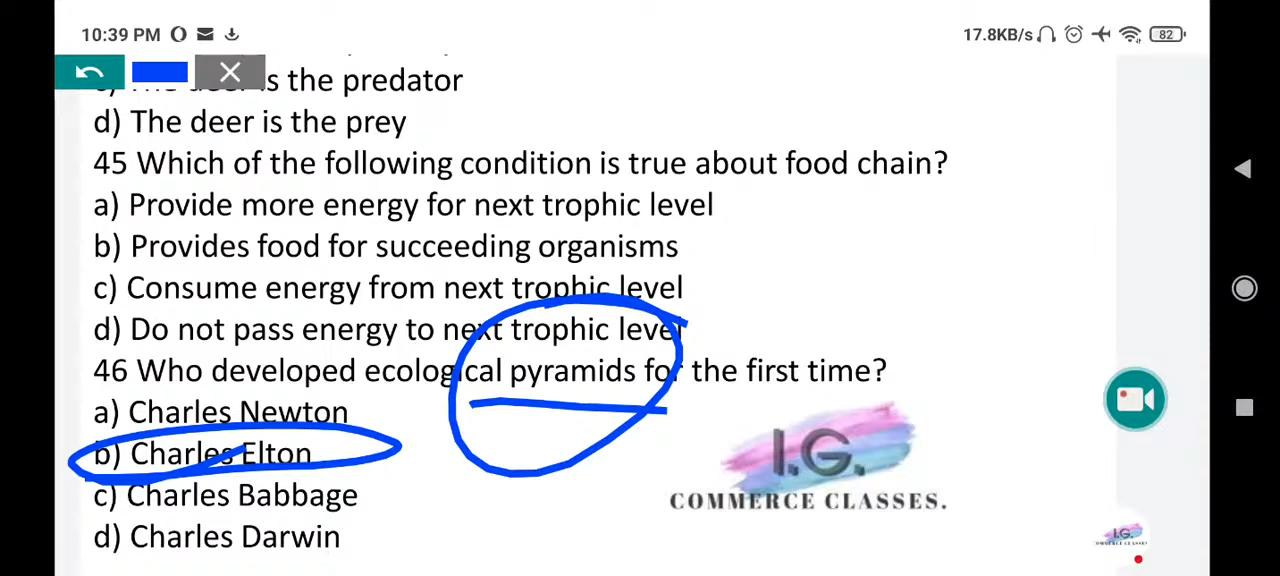 10:39 PM
17.8KB/s
82
is the predator
d) The deer is the prey
45 Which of the following condition is true about food chain?
a) Provide more energy for next trophic level
b) Provides food for succeeding organisms
c) Consume energy from next trophic level
d) Do not pass energy to next trophic level
46 Who developed ecological pyramids for the first time?
a) Charles Newton
b) Charles Elton
c) Charles Babbage
d) Charles Darwin
I.G.
COMMERCE CLASSES.
I.G.
COMMERCE CLASSES.